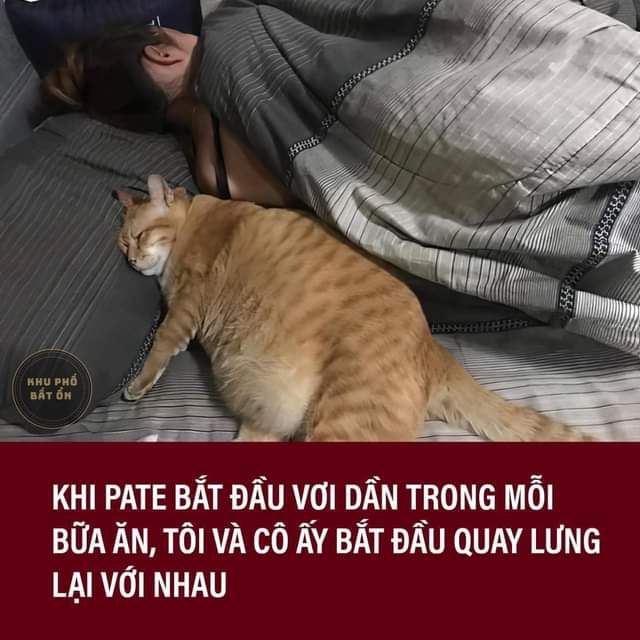 KHU PHỐ
BẤT ỔN
KHI PATE BẮT ĐẦU VƠI DẦN TRONG MỖI
BỮA ĂN, TÔI VÀ CÔ ẤY BẮT ĐẦU QUAY LƯNG
LẠI VỚI NHAU